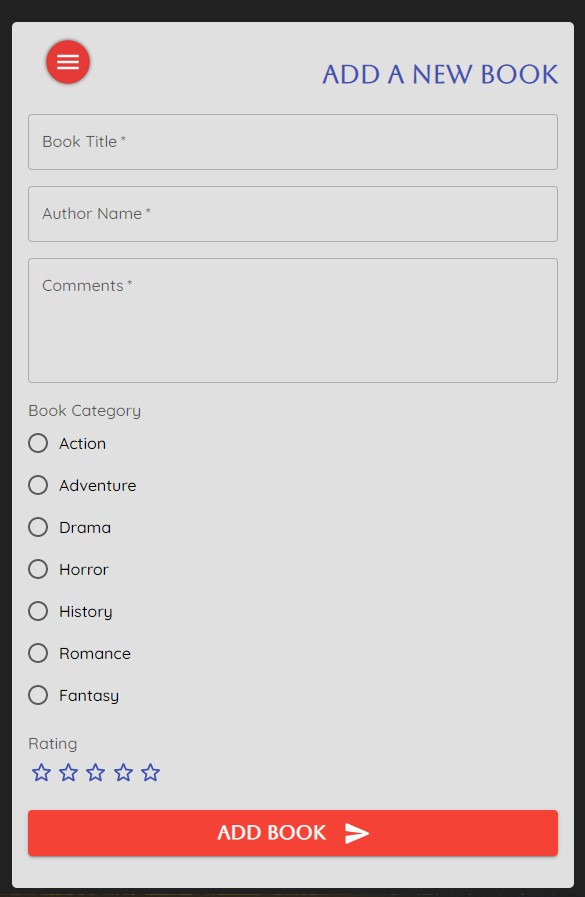 ADD A NEW BOOK
Book Title *
Author Name *
Comments *
Book Category
Action
Adventure
Drama
Horror
History
Romance
Fantasy
Rating
ADD BOOK